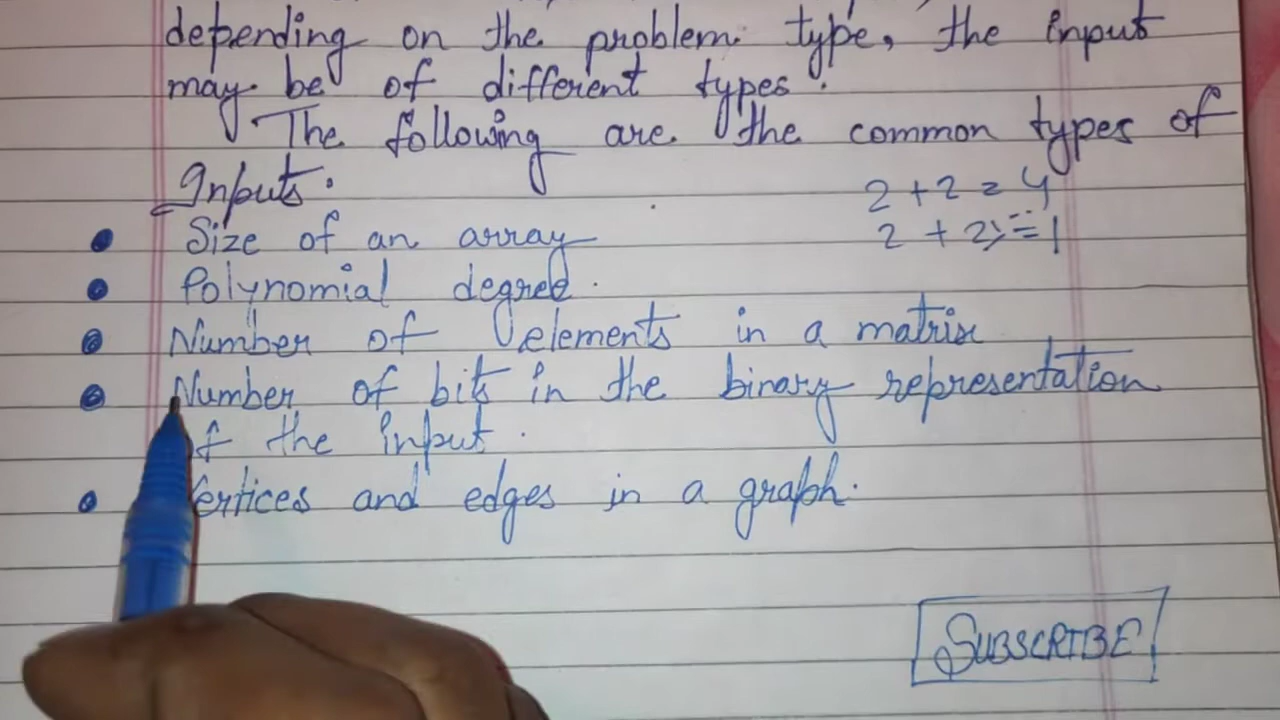 depending on the problem type, the input
may be of different types.
The following are the common types of
Inputs.
2 + 2 = 4
• Size of an array
• Polynomial degree.
• Number of elements in a matrix
• Number of bits in the binary representation
of the input.
• Vertices and edges in a graph.
SUBSCRIBE